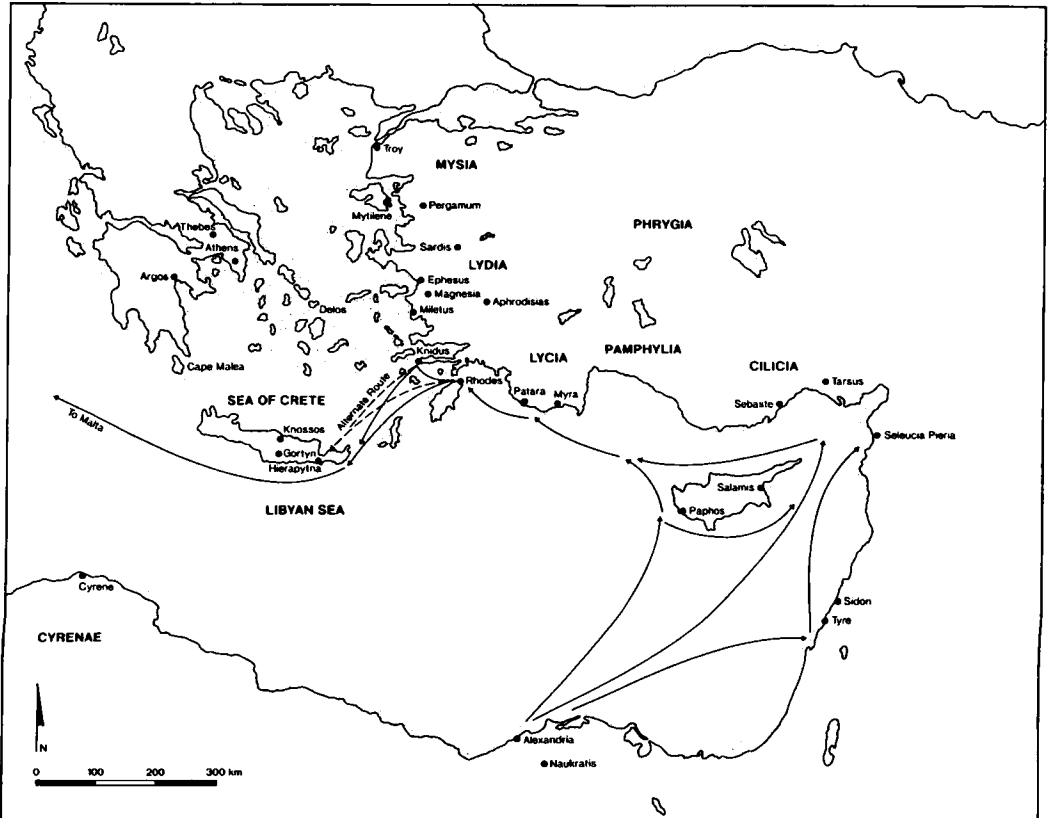 Troy
MYSIA
Mytilene
Pergamum
PHRYGIA
Thebes
Sardis
Athens
LYDIA
Argos
Ephesus
Magnesia
Aphrodisias
Delos
Miletus
Knidus
PAMPHYLIA
LYCIA
Cape Malea
CILICIA
Rhodes
Tarsus
Alternate Route
Patara
Myra
SEA OF CRETE
Sebaste
To Malta
Knossos
Seleucia Pieria
Gortyn
Hierapytna
Salamis
LIBYAN SEA
Paphos
Cyrene
Sidon
Tyre
CYRENAE
N
Alexandria
Naukratis
0 100 200 300 km